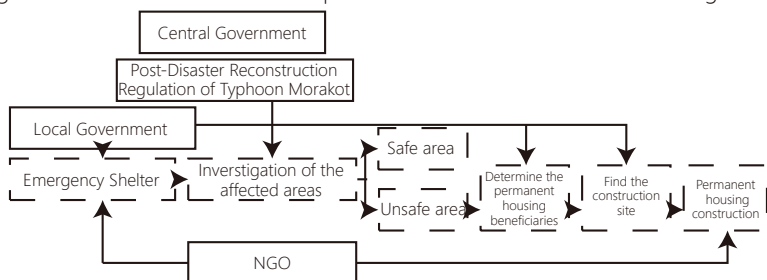 Central Government
Post-Disaster Reconstruction
Regulation of Typhoon Morakot
Local Government
Emergency Shelter
Inverstigation of the
affected areas
Safe area
Unsafe area
Determine the
permanent
housing
beneficiaries
Find the
construction
site
Permanent
housing
construction
NGO